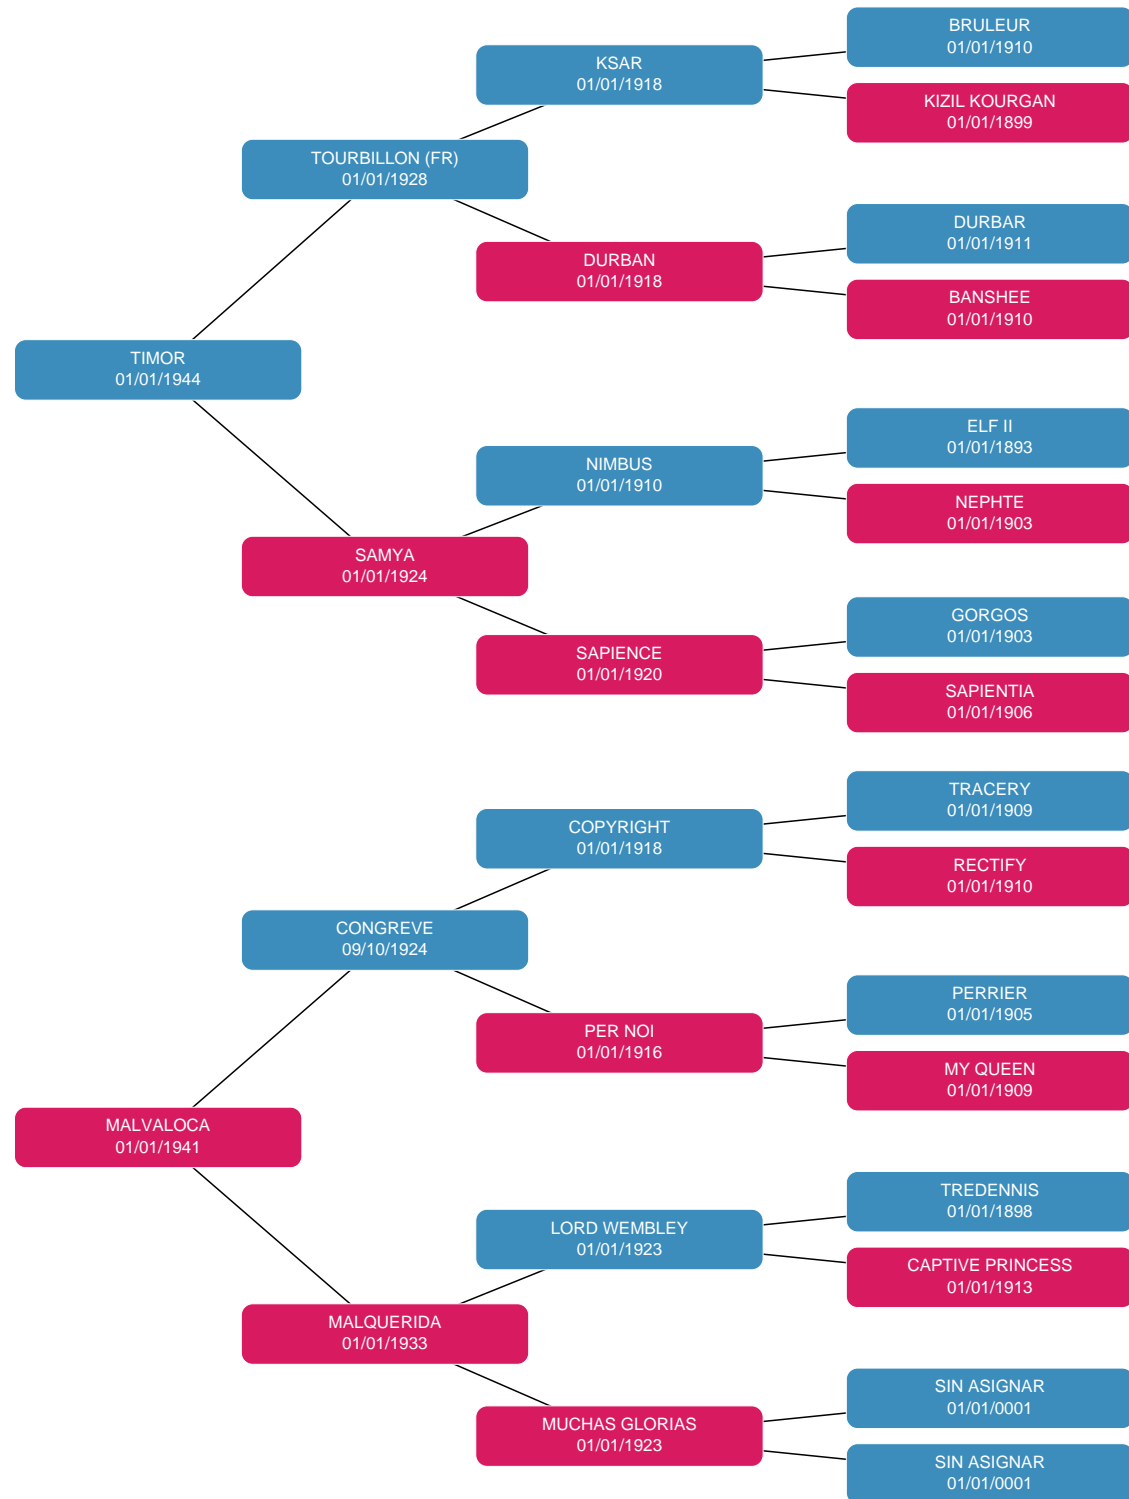 BRULEUR
01/01/1910
KSAR
01/01/1918
KIZIL KOURGAN
01/01/1899
TOURBILLON (FR)
01/01/1928
DURBAR
01/01/1911
DURBAN
01/01/1918
BANSHEE
01/01/1910
TIMOR
01/01/1944
ELF II
01/01/1893
NIMBUS
01/01/1910
NEPHTE
01/01/1903
SAMYA
01/01/1924
GORGOS
01/01/1903
SAPIENCE
01/01/1920
SAPIENTIA
01/01/1906
TRACERY
01/01/1909
COPYRIGHT
01/01/1918
RECTIFY
01/01/1910
CONGREVE
09/10/1924
PERRIER
01/01/1905
PER NOI
01/01/1916
MY QUEEN
01/01/1909
MALVALOCA
01/01/1941
TREDENNIS
01/01/1898
LORD WEMBLEY
01/01/1923
CAPTIVE PRINCESS
01/01/1913
MALQUERIDA
01/01/1933
SIN ASIGNAR
01/01/0001
MUCHAS GLORIAS
01/01/1923
SIN ASIGNAR
01/01/0001